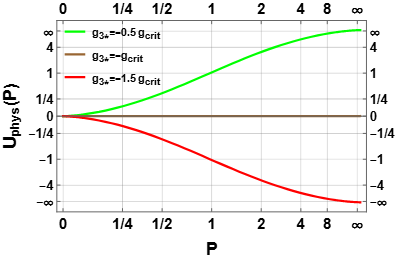 0 1/4 1/2 1 2 4 8 ∞
∞ ∞
4 4
1 1
1/4 1/4
0 0
-1/4 -1/4
-1 -1
-4 -4
-∞ -∞
g3*=-0.5 gcrit
g3*=-gcrit
g3*=-1.5 gcrit
Uphys(P)
0 1/4 1/2 1 2 4 8 ∞
P